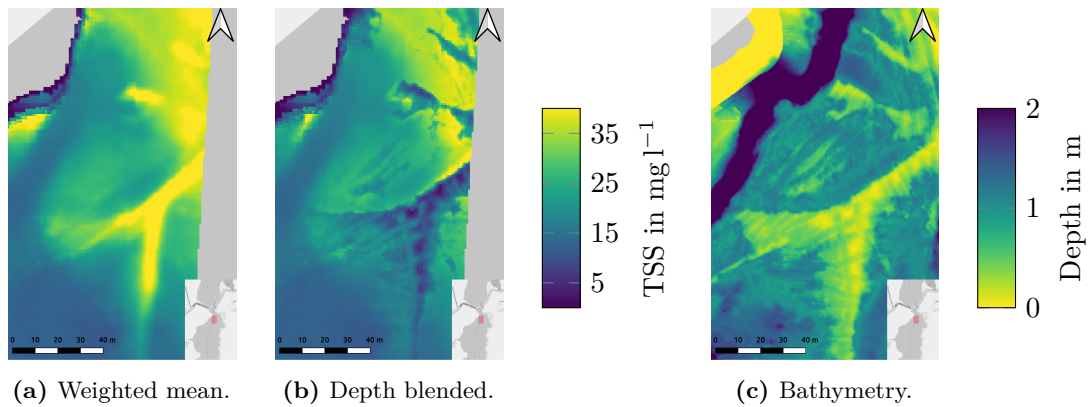 0 10 20 30 40 m
0 10 20 30 40 m
35
25
15
5
TSS in mg l−1
0 10 20 30 40 m
2
1
0
Depth in m
(a) Weighted mean.
(b) Depth blended.
(c) Bathymetry.